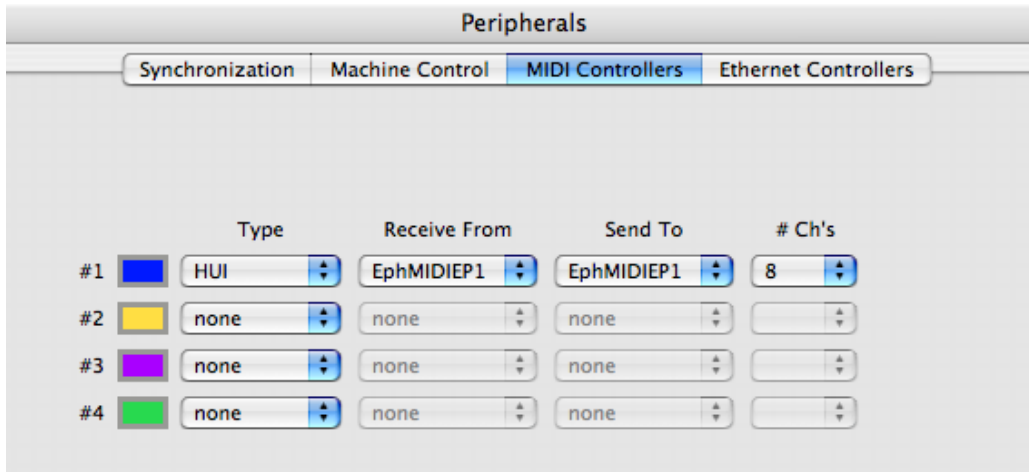 Peripherals
Synchronization Machine Control MIDI Controllers Ethernet Controllers
Type Receive From Send To # Ch's
#1 HUI EphMIDIEP1 EphMIDIEP1 8
#2 none none none
#3 none none none
#4 none none none